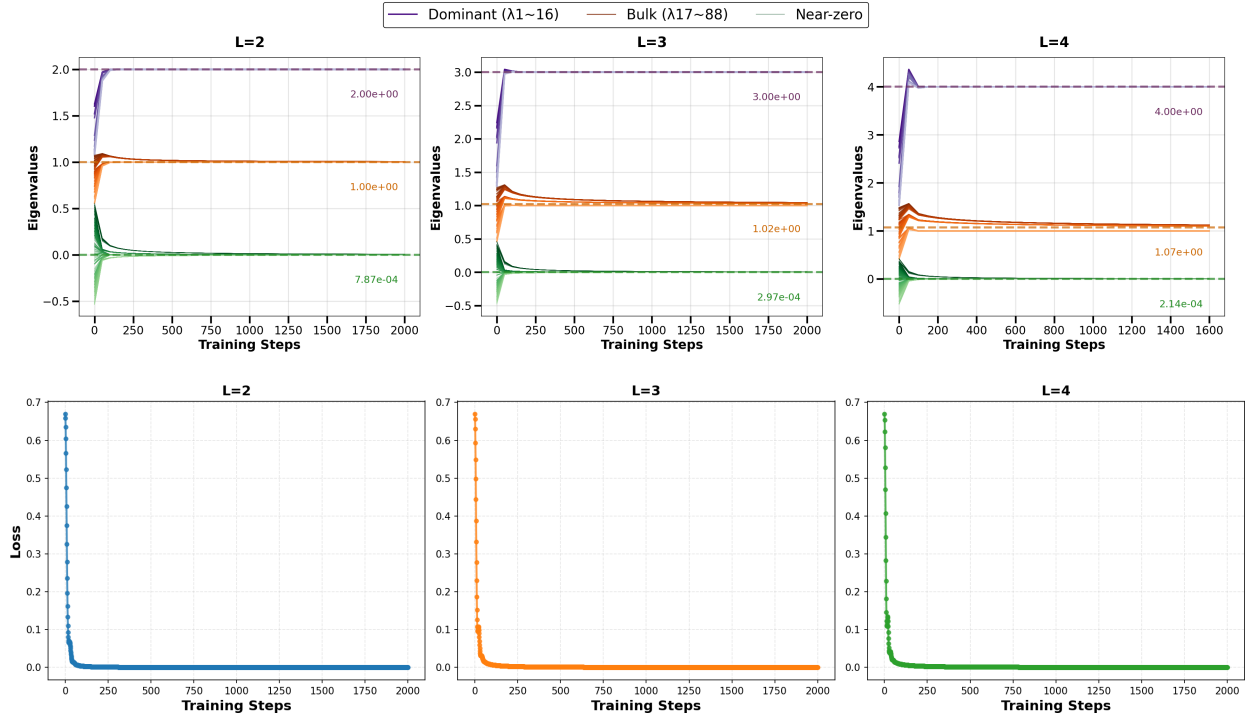 Dominant (λ1~16) Bulk (λ17~88) Near-zero
L=2
L=3
L=4
Eigenvalues
2.0
1.5
1.0
0.5
0.0
−0.5
2.00e+00
1.00e+00
7.87e-04
0 250 500 750 1000 1250 1500 1750 2000
Training Steps
Eigenvalues
3.0
2.5
2.0
1.5
1.0
0.5
0.0
−0.5
3.00e+00
1.02e+00
2.97e-04
0 250 500 750 1000 1250 1500 1750 2000
Training Steps
Eigenvalues
4
3
2
1
0
4.00e+00
1.07e+00
2.14e-04
0 200 400 600 800 1000 1200 1400 1600
Training Steps
L=2
L=3
L=4
Loss
0.7
0.6
0.5
0.4
0.3
0.2
0.1
0.0
0 250 500 750 1000 1250 1500 1750 2000
Training Steps
0.7
0.6
0.5
0.4
0.3
0.2
0.1
0.0
0 250 500 750 1000 1250 1500 1750 2000
Training Steps
0.7
0.6
0.5
0.4
0.3
0.2
0.1
0.0
0 250 500 750 1000 1250 1500 1750 2000
Training Steps